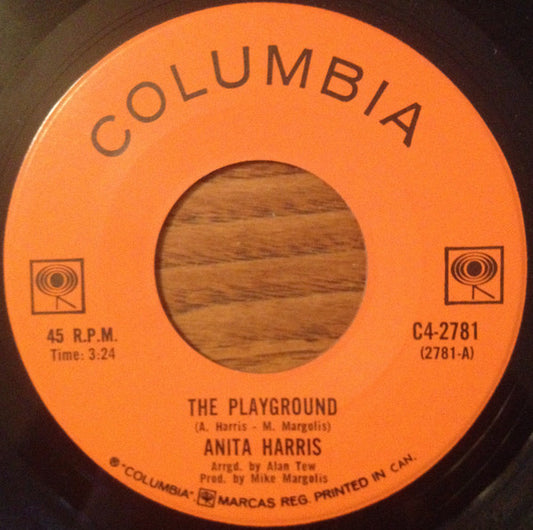 COLUMBIA
45 R.P.M.
Time: 3:24
C4-2781
(2781-A)
THE PLAYGROUND
(A. Harris - M. Margolis)
ANITA HARRIS
Arrgd. by Alan Tew
Prod. by Mike Margolis
® "COLUMBIA", MARCAS REG. PRINTED IN CAN.